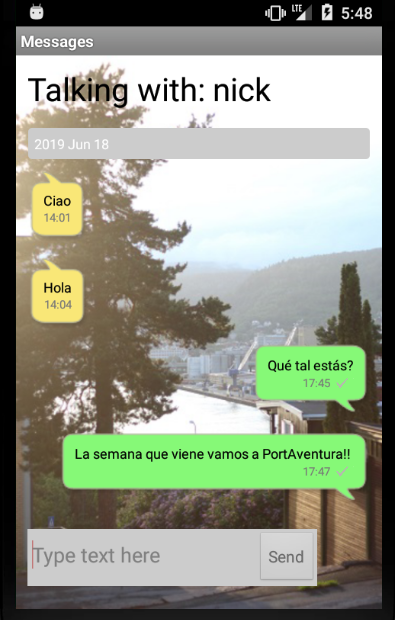 LTE 5:48
Messages
Talking with: nick
2019 Jun 18
Ciao
14:01
Hola
14:04
Qué tal estás?
17:45
La semana que viene vamos a PortAventura!!
17:47
Type text here
Send